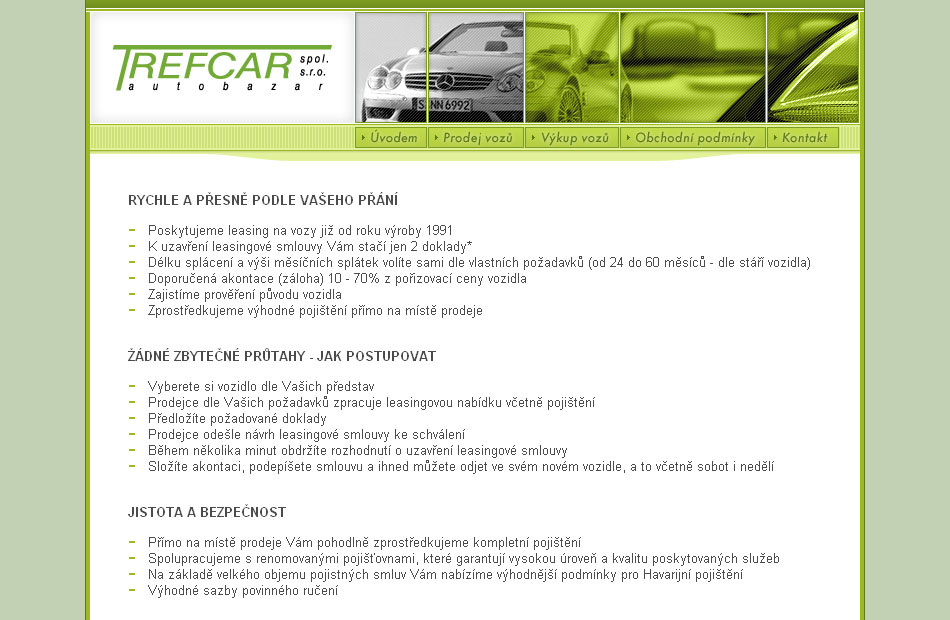 TREFCAR spol. s.r.o.
autobazar
S NN 6992
Úvodem
Prodej vozů
Výkup vozů
Obchodní podmínky
Kontakt
RYCHLE A PŘESNĚ PODLE VAŠEHO PŘÁNÍ
Poskytujeme leasing na vozy již od roku výroby 1991
K uzavření leasingové smlouvy Vám stačí jen 2 doklady*
Délku splácení a výši měsíčních splátek volíte sami dle vlastních požadavků (od 24 do 60 měsíců - dle stáří vozidla)
Doporučená akontace (záloha) 10 - 70% z pořizovací ceny vozidla
Zajistíme prověření původu vozidla
Zprostředkujeme výhodné pojištění přímo na místě prodeje
ŽÁDNÉ ZBYTEČNÉ PRŮTAHY - JAK POSTUPOVAT
Vyberete si vozidlo dle Vašich představ
Prodejce dle Vašich požadavků zpracuje leasingovou nabídku včetně pojištění
Předložíte požadované doklady
Prodejce odešle návrh leasingové smlouvy ke schválení
Během několika minut obdržíte rozhodnutí o uzavření leasingové smlouvy
Složíte akontaci, podepíšete smlouvu a ihned můžete odjet ve svém novém vozidle, a to včetně sobot i nedělí
JISTOTA A BEZPEČNOST
Přímo na místě prodeje Vám pohodlně zprostředkujeme kompletní pojištění
Spolupracujeme s renomovanými pojišťovnami, které garantují vysokou úroveň a kvalitu poskytovaných služeb
Na základě velkého objemu pojistných smluv Vám nabízíme výhodnější podmínky pro Havarijní pojištění
Výhodné sazby povinného ručení